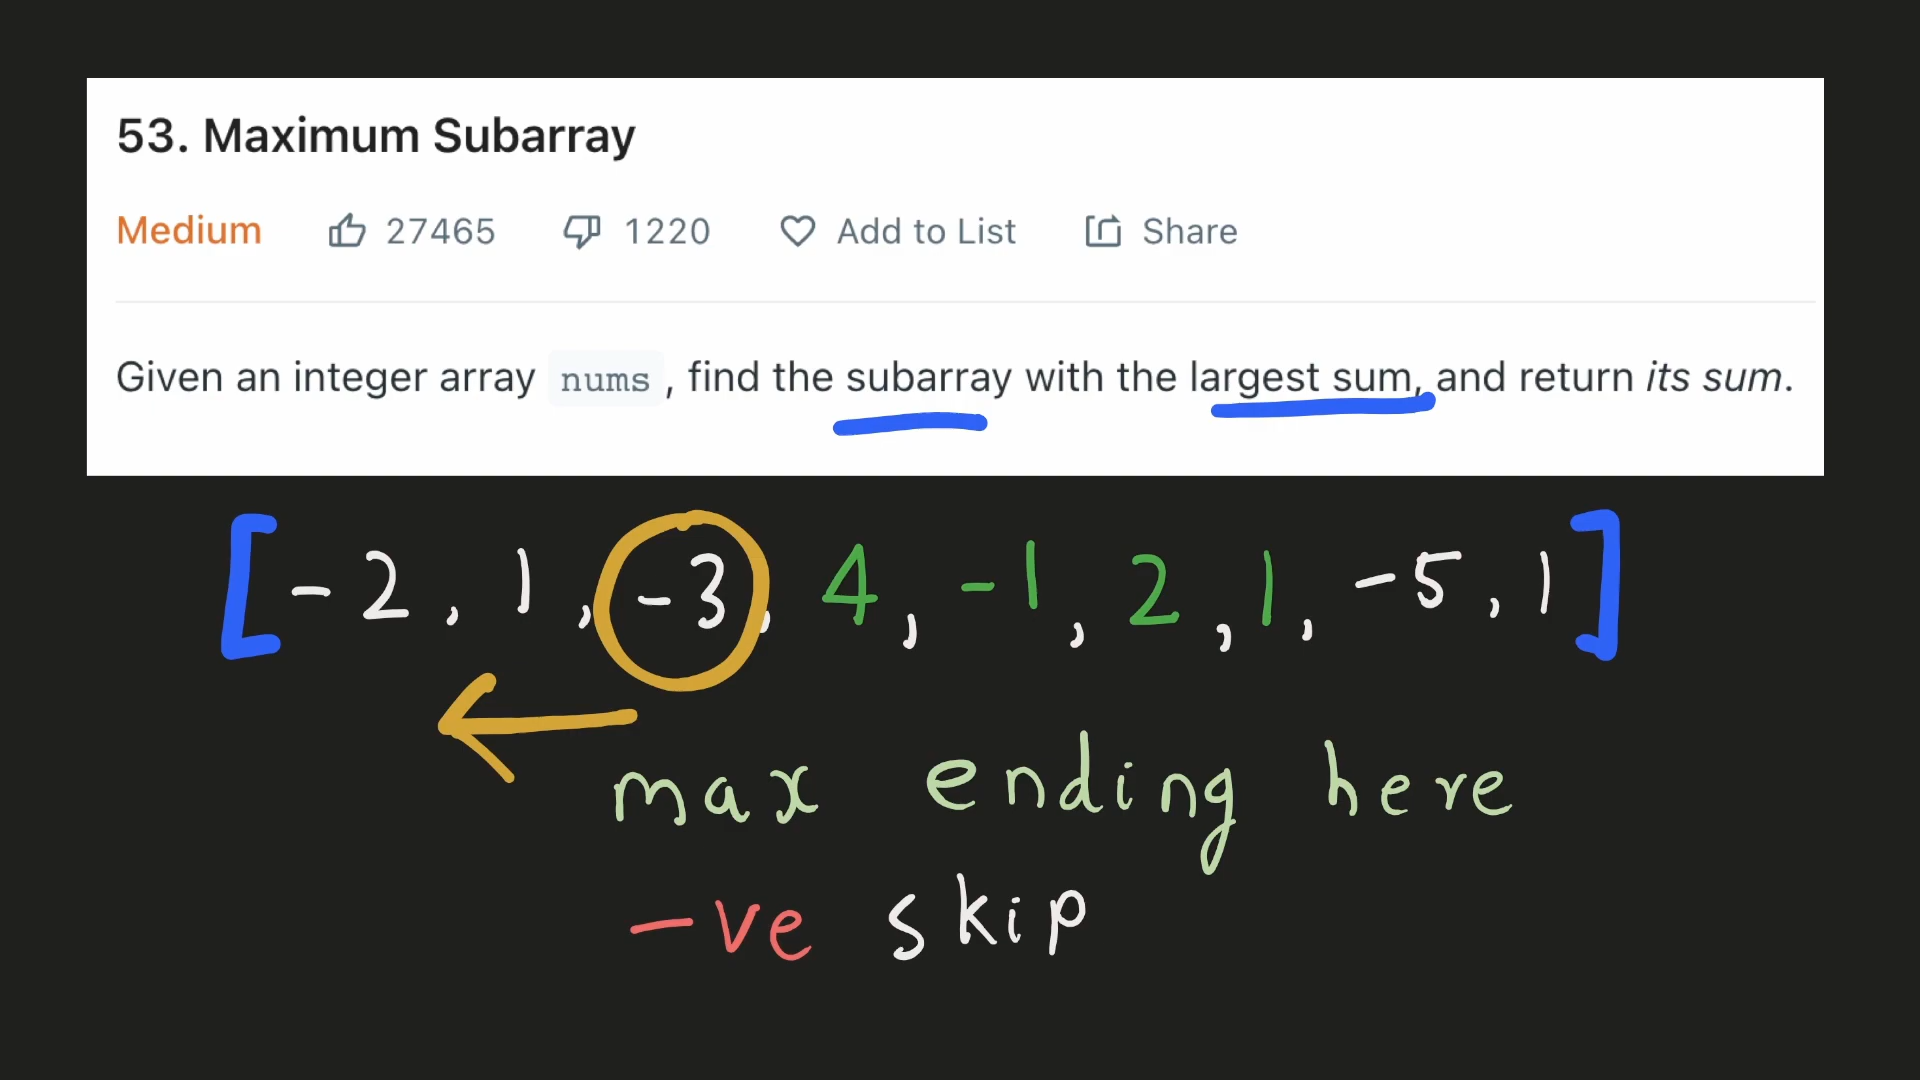 53. Maximum Subarray
Medium 27465 1220 Add to List Share
Given an integer array nums, find the subarray with the largest sum, and return its sum.
[-2, 1, -3, 4, -1, 2, 1, -5, 1]
max ending here
-ve skip